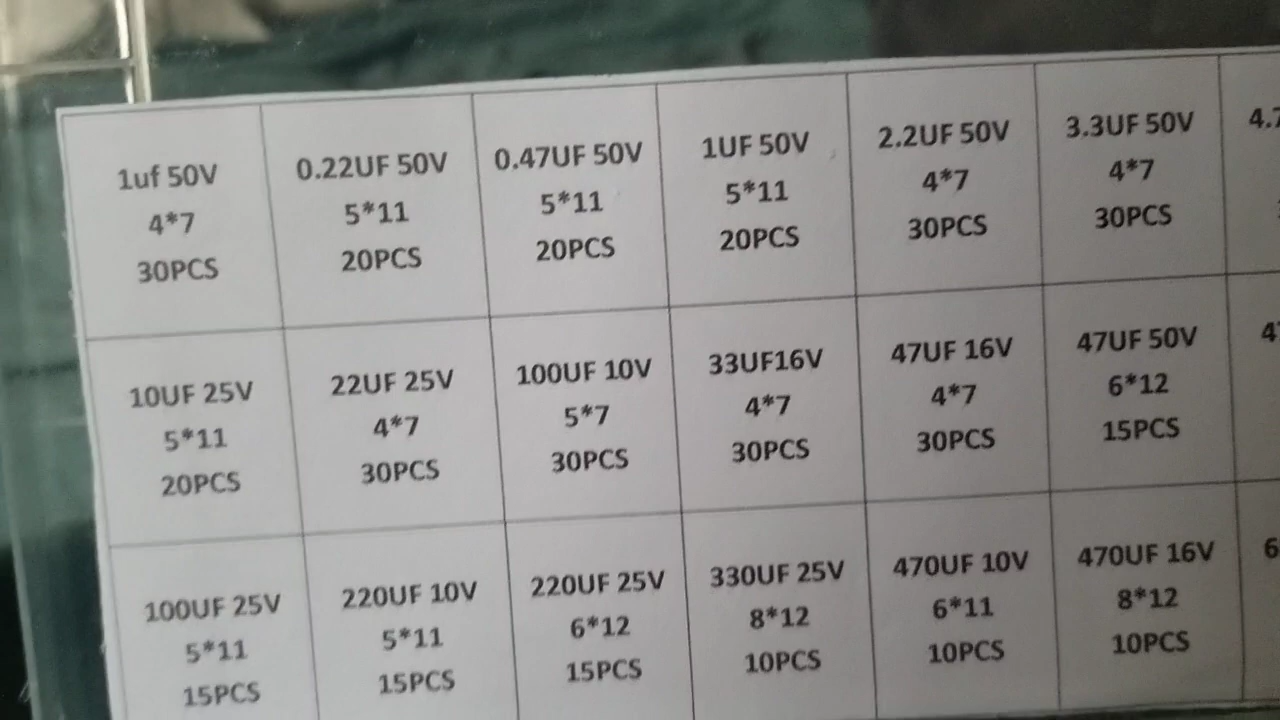 1uf 50V
4*7
30PCS
0.22UF 50V
5*11
20PCS
0.47UF 50V
5*11
20PCS
1UF 50V
5*11
20PCS
2.2UF 50V
4*7
30PCS
3.3UF 50V
4*7
30PCS
10UF 25V
5*11
20PCS
22UF 25V
4*7
30PCS
100UF 10V
5*7
30PCS
33UF16V
4*7
30PCS
47UF 16V
4*7
30PCS
47UF 50V
6*12
15PCS
100UF 25V
5*11
15PCS
220UF 10V
5*11
15PCS
220UF 25V
6*12
15PCS
330UF 25V
8*12
10PCS
470UF 10V
6*11
10PCS
470UF 16V
8*12
10PCS